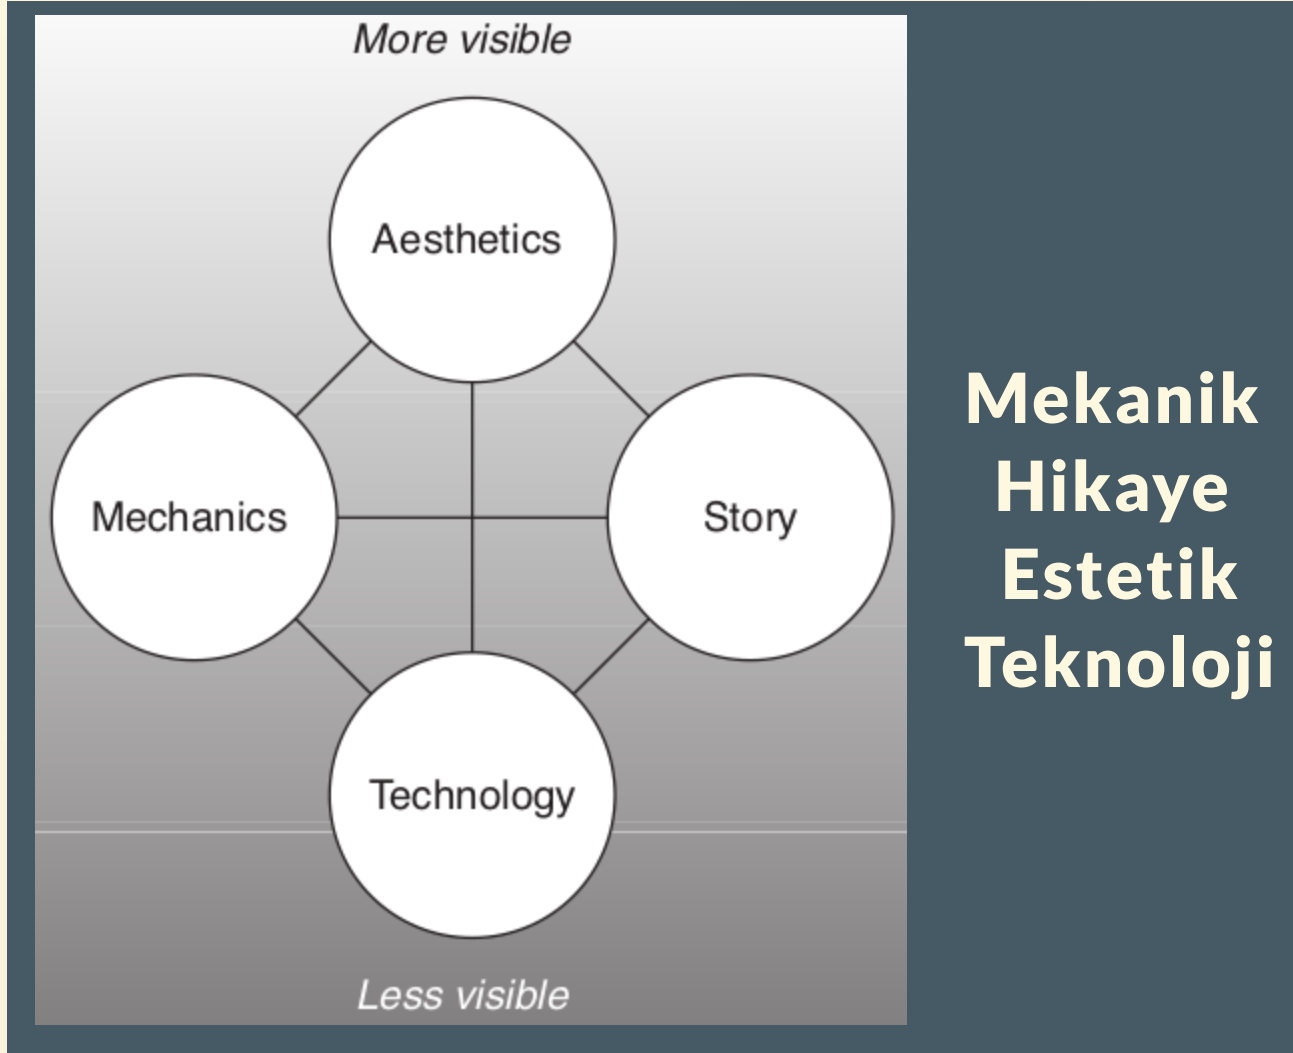 More visible
Aesthetics
Mechanics
Story
Technology
Less visible
Mekanik
Hikaye
Estetik
Teknoloji